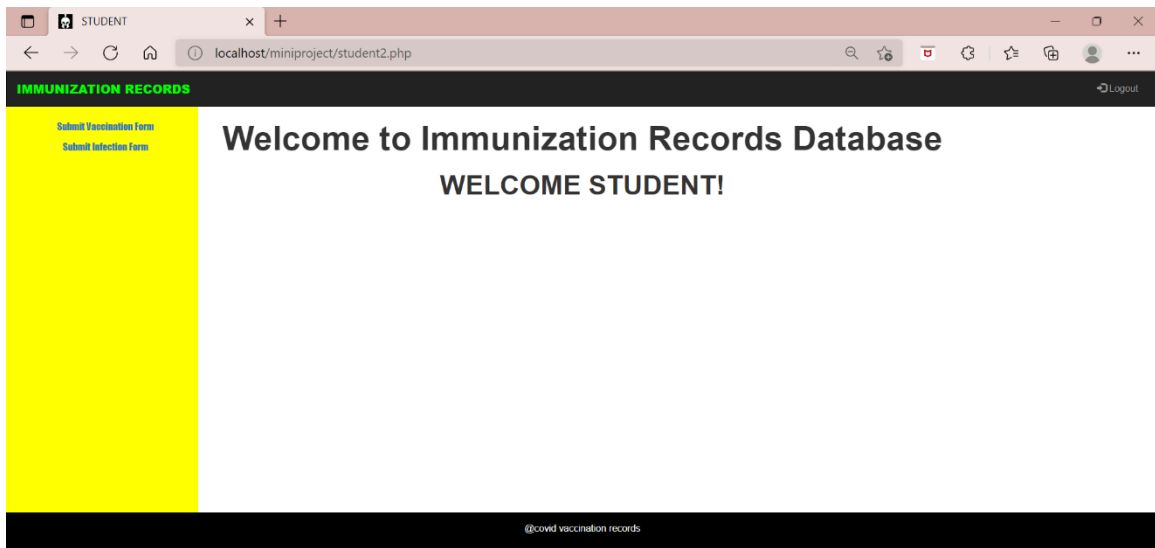 STUDENT
localhost/miniproject/student2.php
IMMUNIZATION RECORDS
Logout
Submit Vaccination Form
Submit Infection Form
Welcome to Immunization Records Database
WELCOME STUDENT!
@covid vaccination records